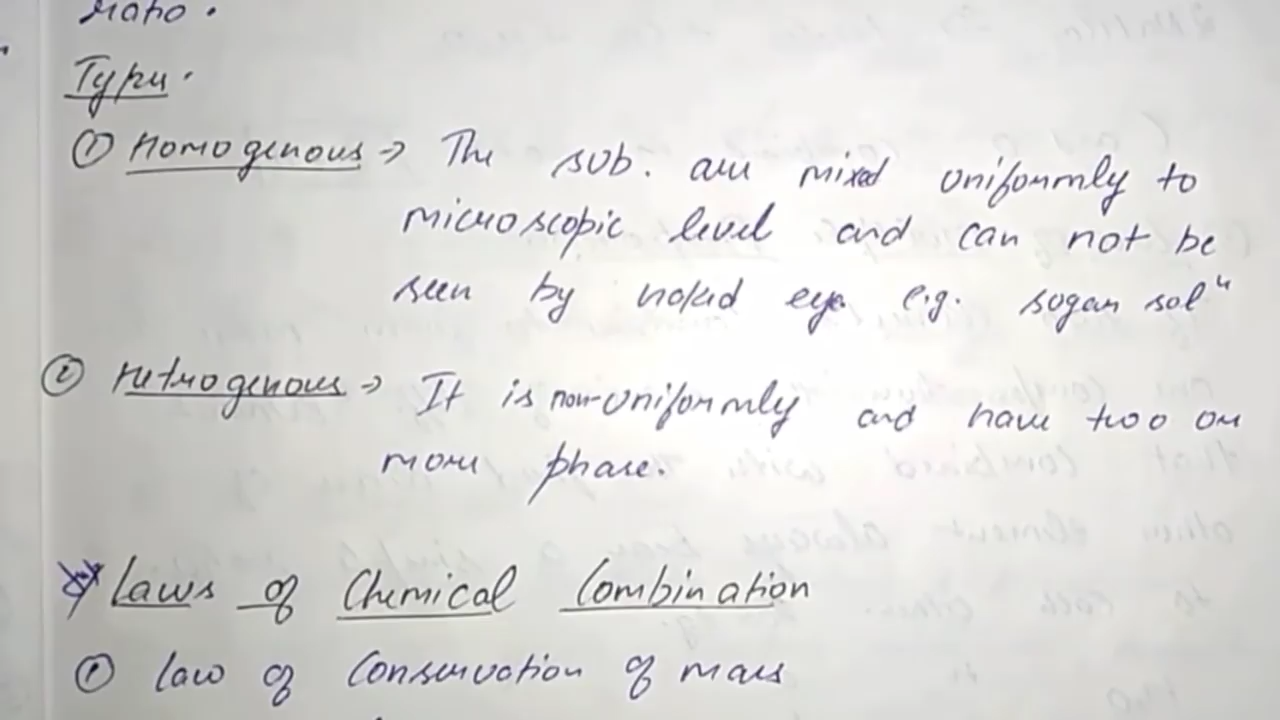 ratio.
Types.
① Homogenous → The sub. are mixed uniformly to
microscopic level and can not be
seen by naked eye e.g. sugar solⁿ
② Hetrogenous → It is non-uniformly and have two or
more phase.
Laws of Chemical Combination
① Law of Conservation of mass